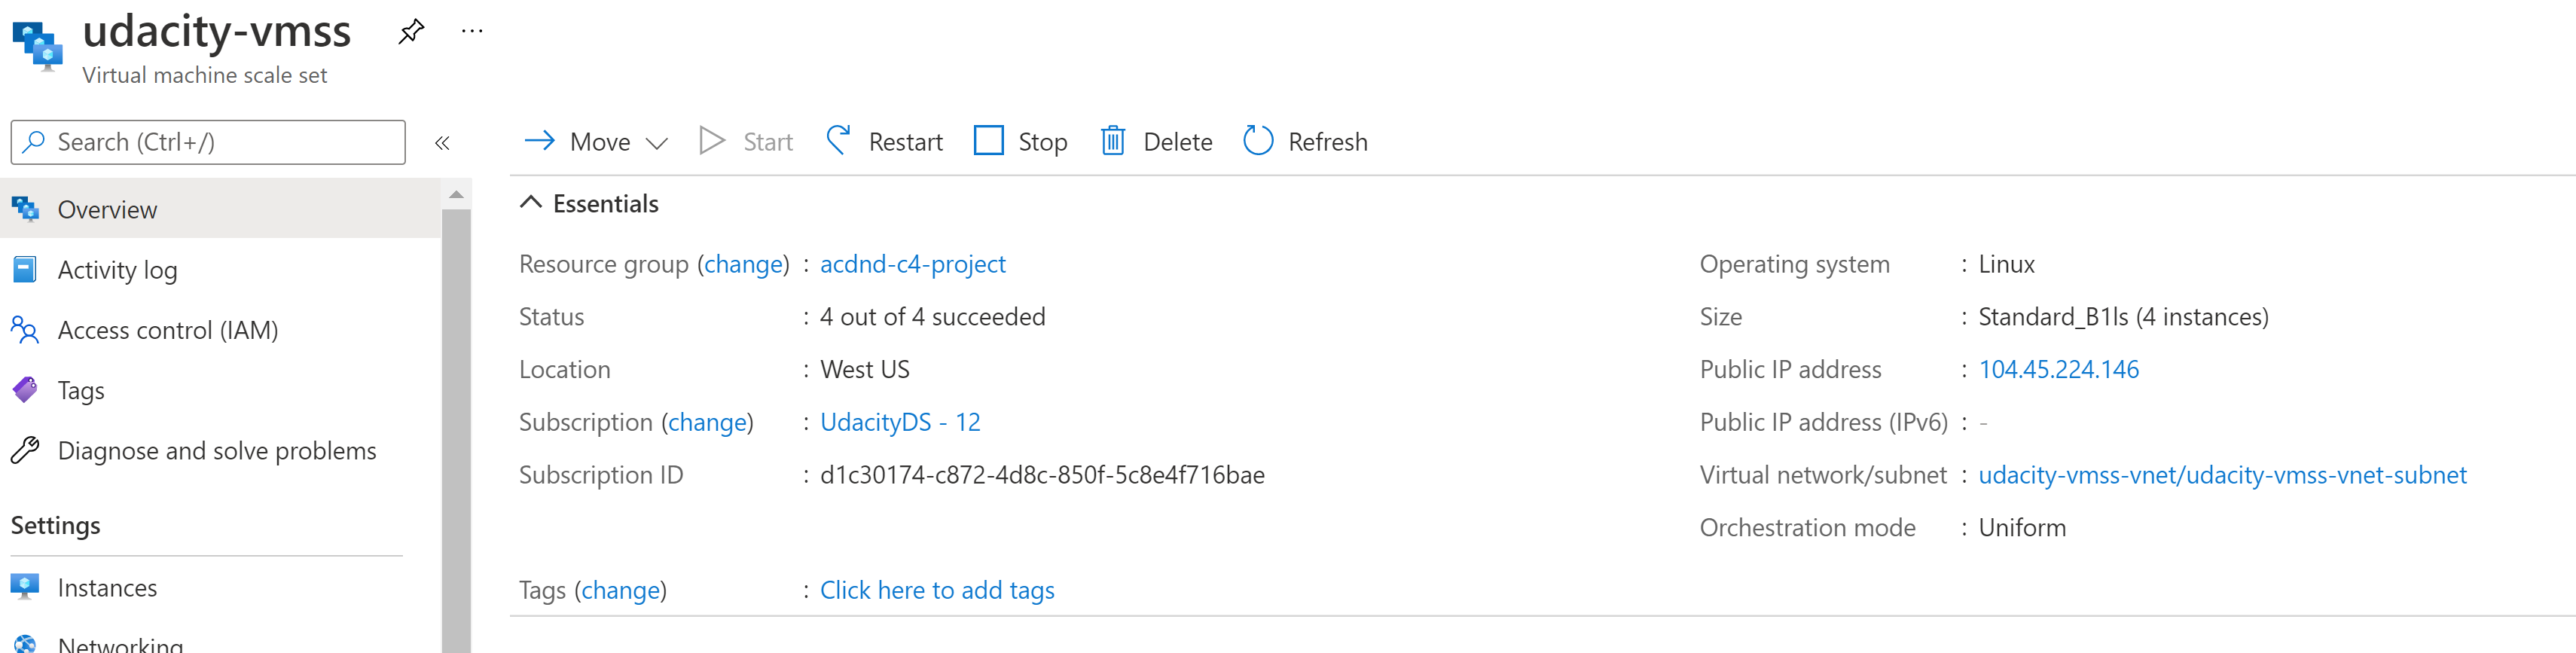 udacity-vmss
...
Virtual machine scale set
Search (Ctrl+/)
«
Move
Start
Restart
Stop
Delete
Refresh
Overview
Activity log
Access control (IAM)
Tags
Diagnose and solve problems
Settings
Instances
Networking
Essentials
Resource group (change) : acdnd-c4-project
Status : 4 out of 4 succeeded
Location : West US
Subscription (change) : UdacityDS - 12
Subscription ID : d1c30174-c872-4d8c-850f-5c8e4f716bae
Tags (change) : Click here to add tags
Operating system : Linux
Size : Standard_B1ls (4 instances)
Public IP address : 104.45.224.146
Public IP address (IPv6) : -
Virtual network/subnet : udacity-vmss-vnet/udacity-vmss-vnet-subnet
Orchestration mode : Uniform